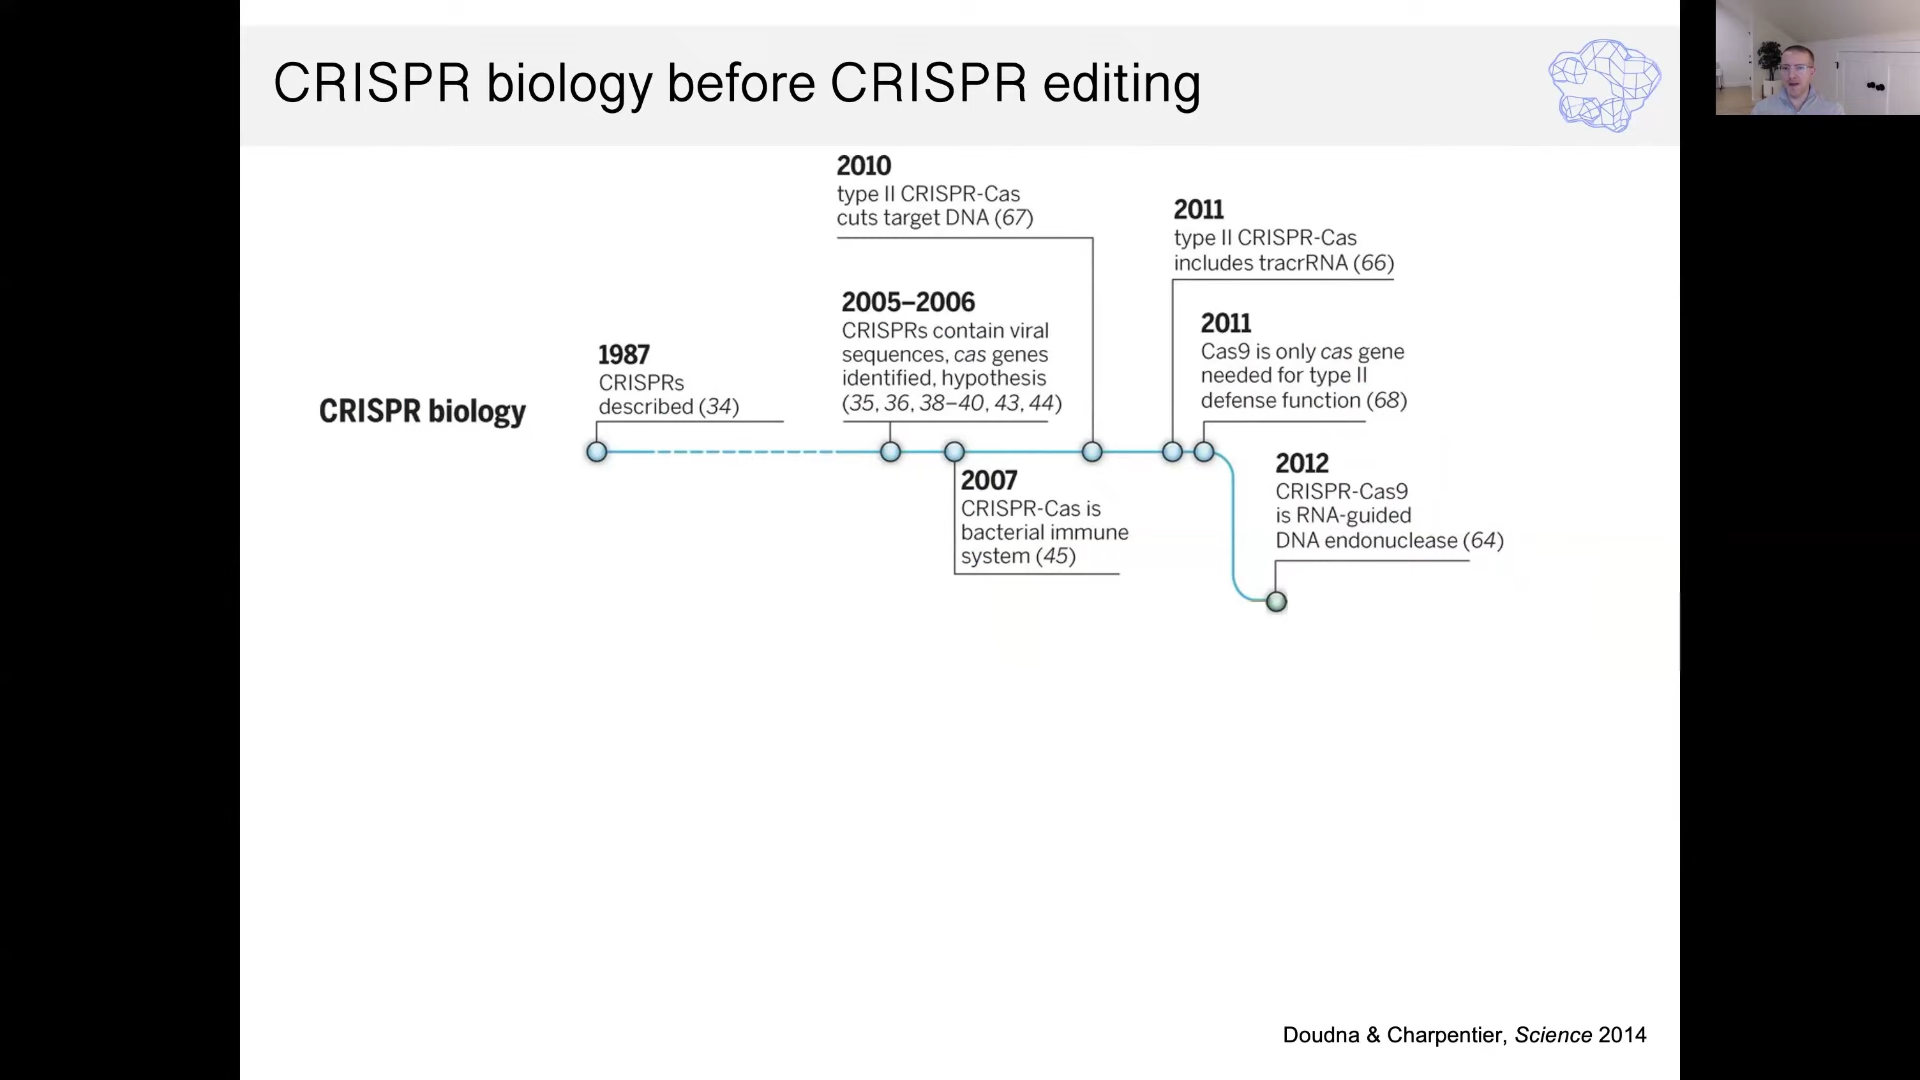 CRISPR biology before CRISPR editing
2010
type II CRISPR-Cas
cuts target DNA (67)
2011
type II CRISPR-Cas
includes tracrRNA (66)
2005–2006
CRISPRs contain viral
sequences, cas genes
identified, hypothesis
(35, 36, 38–40, 43, 44)
2011
Cas9 is only cas gene
needed for type II
defense function (68)
1987
CRISPRs
described (34)
CRISPR biology
2007
CRISPR-Cas is
bacterial immune
system (45)
2012
CRISPR-Cas9
is RNA-guided
DNA endonuclease (64)
Doudna & Charpentier, Science 2014